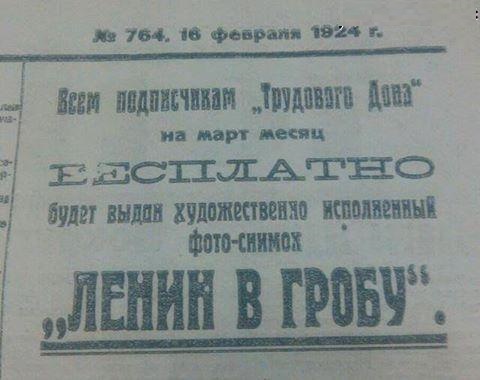 № 764. 16 февраля 1924 г.
Всем подписчикам „Трудового Дона“
на март месяц
БЕСПЛАТНО
будет выдан художественно исполненный
фото-снимок
„ЛЕНИН В ГРОБУ“.